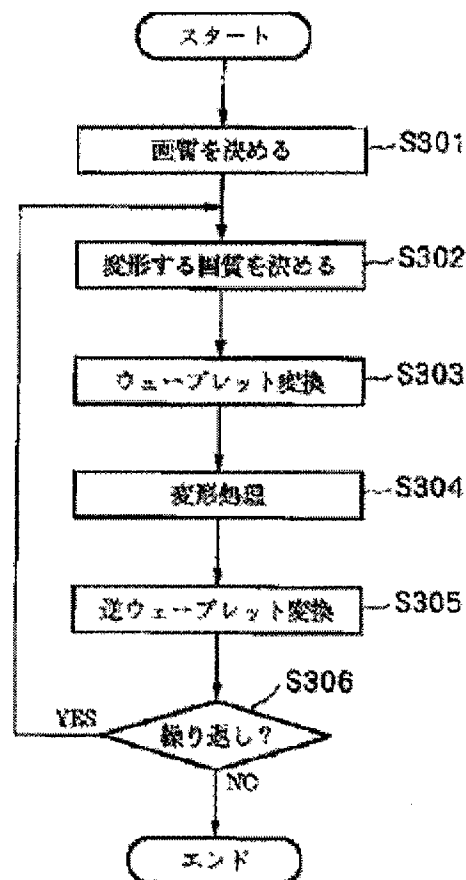 スタート
画質を決める
S301
変形する画質を決める
S302
ウェーブレット変換
S303
変形処理
S304
逆ウェーブレット変換
S305
S306
繰り返し?
YES
NO
エンド